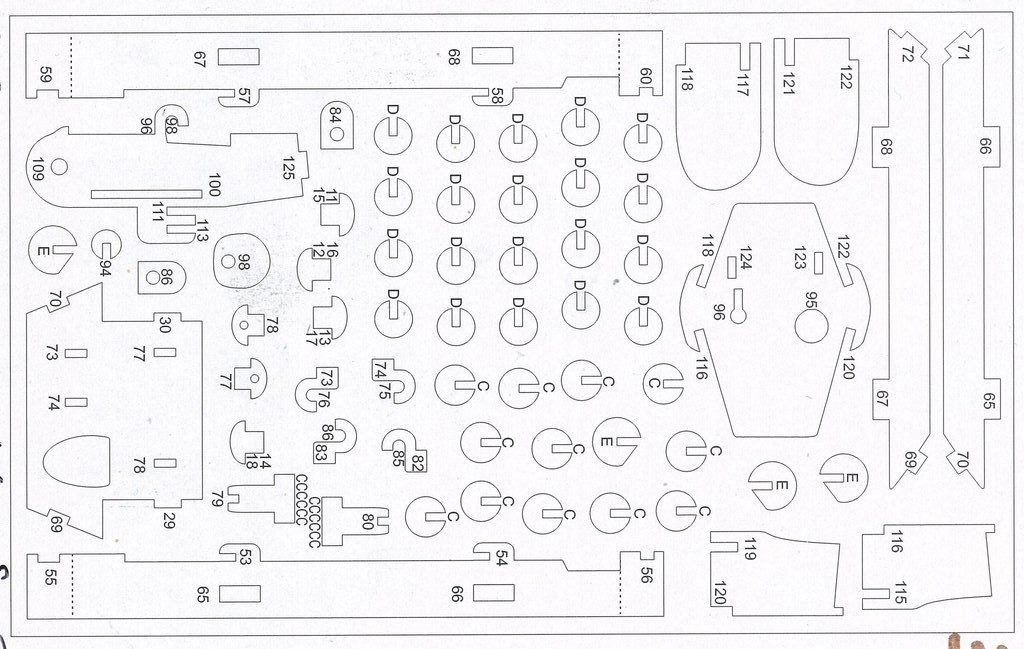 59
67
68
60
57
58
118
117
121
122
72
71
96
98
84
D
D
D
D
D
109
125
100
68
66
15
11
D
D
D
D
D
111
113
E
94
86
98
12
16
D
D
D
D
D
118
124
123
122
96
95
70
30
78
17
13
D
D
D
D
D
73
77
77
73
76
74
75
C
C
C
C
116
120
74
67
65
78
18
14
86
83
85
82
C
C
E
C
69
70
E
E
69
29
79
CCCCCC
CCCCCC
80
C
C
C
C
C
119
120
116
115
53
54
55
65
66
56